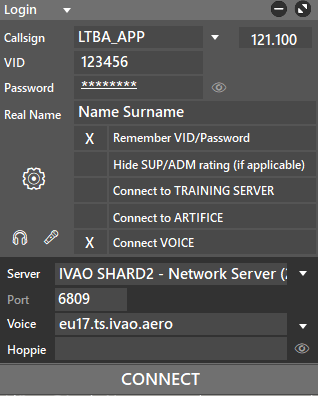 Login
Callsign LTBA_APP 121.100
VID 123456
Password ********
Real Name Name Surname
X Remember VID/Password
Hide SUP/ADM rating (if applicable)
Connect to TRAINING SERVER
Connect to ARTIFICE
X Connect VOICE
Server IVAO SHARD2 - Network Server (
Port 6809
Voice eu17.ts.ivao.aero
Hoppie
CONNECT